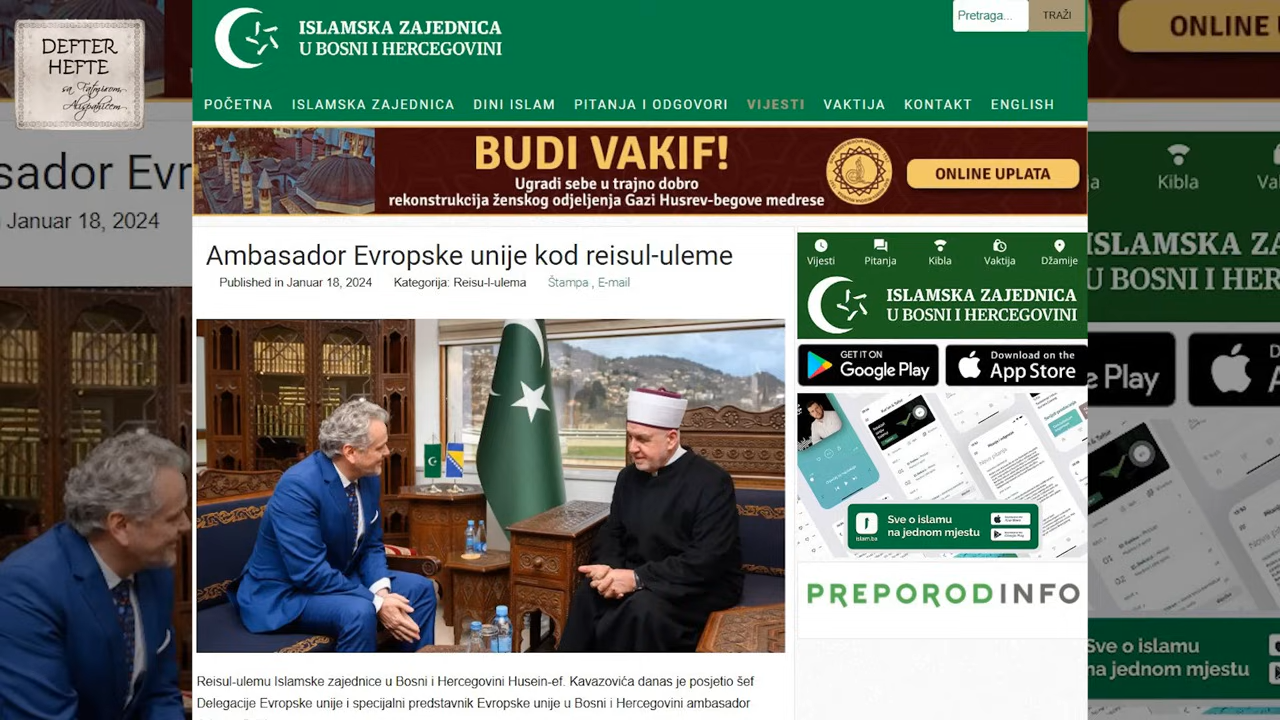 DEFTER
HEFTE
sa Fatmirom
Alispahićem
ISLAMSKA ZAJEDNICA
U BOSNI I HERCEGOVINI
Pretraga...
TRAŽI
POČETNA ISLAMSKA ZAJEDNICA DINI ISLAM PITANJA I ODGOVORI VIJESTI VAKTIJA KONTAKT ENGLISH
BUDI VAKIF!
Ugradi sebe u trajno dobro
rekonstrukcija ženskog odjeljenja Gazi Husrev-begove medrese
ONLINE UPLATA
Ambasador Evropske unije kod reisul-uleme
Published in Januar 18, 2024 Kategorija: Reisu-l-ulema Štampa , E-mail
Reisul-ulemu Islamske zajednice u Bosni i Hercegovini Husein-ef. Kavazovića danas je posjetio šef
Delegacije Evropske unije i specijalni predstavnik Evropske unije u Bosni i Hercegovini ambasador
Vijesti Pitanja Kibla Vaktija Džamije
ISLAMSKA ZAJEDNICA
U BOSNI I HERCEGOVINI
GET IT ON
Google Play
Download on the
App Store
Sve o islamu
na jednom mjestu
islam.ba
PREPORODINFO
sador Evr
Januar 18, 2024
ONLINE
Kibla
ISLAMSKA ZA
U BOSNI I HER
e Play
Sve o islamu
na jednom mjestu